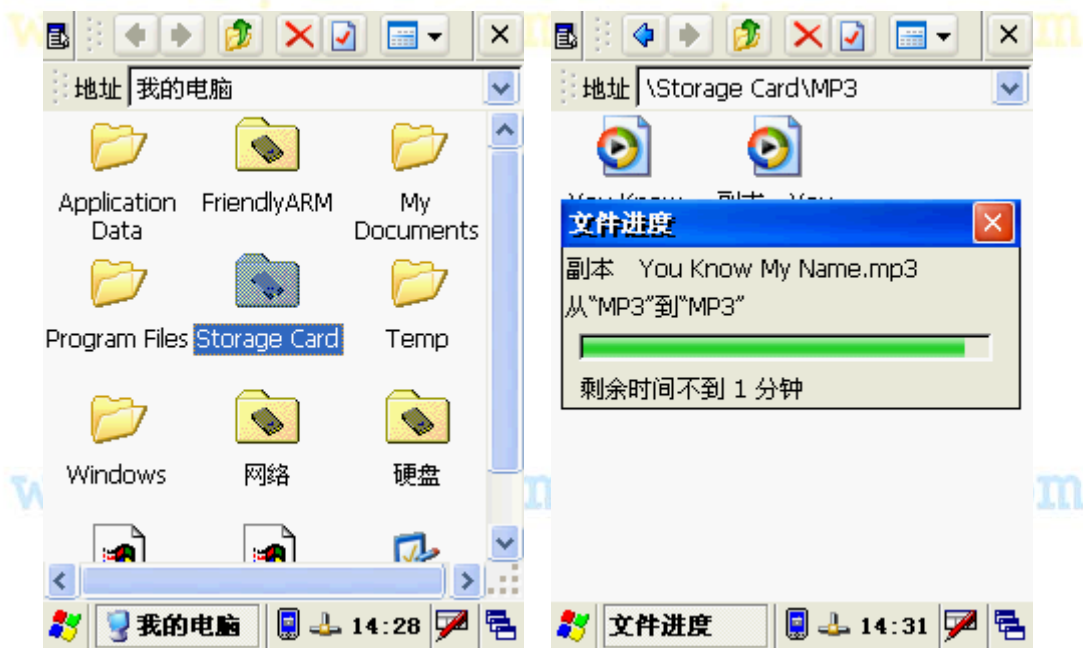 地址 我的电脑
Application Data
FriendlyARM
My Documents
Program Files
Storage Card
Temp
Windows
网络
硬盘
我的电脑
14:28
地址 \Storage Card\MP3
文件进度
副本 You Know My Name.mp3
从“MP3”到“MP3”
剩余时间不到 1 分钟
文件进度
14:31